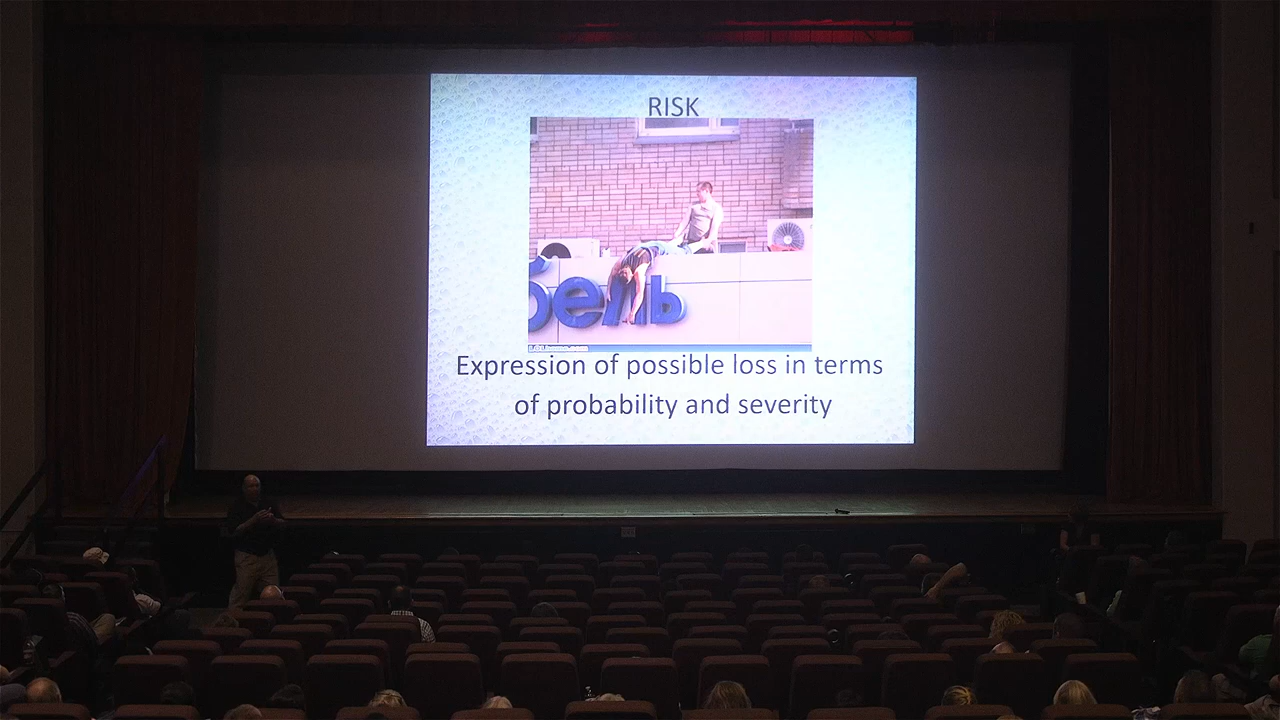 RISK
бель
Expression of possible loss in terms
of probability and severity